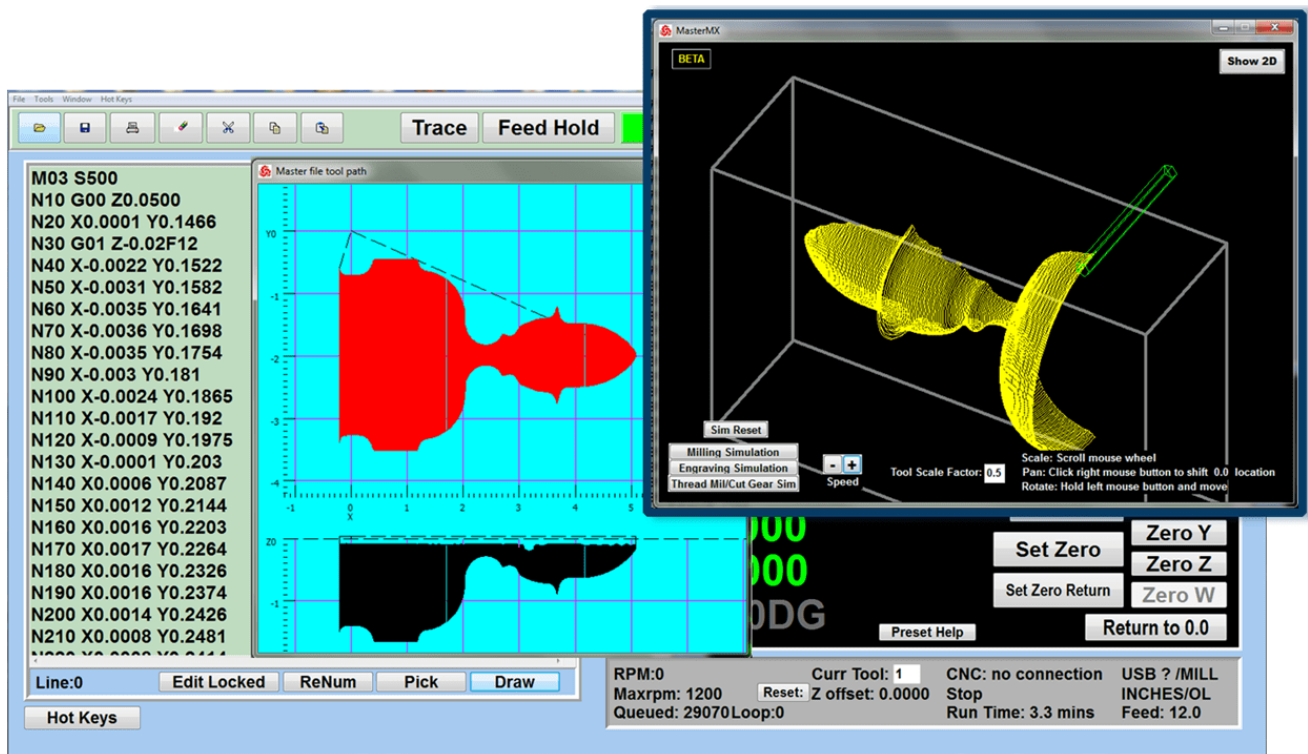 MasterMX
BETA
Show 2D
Sim Reset
Milling Simulation
Engraving Simulation
Thread Mil/Cut Gear Sim
- +
Speed
Tool Scale Factor: 0.5
Scale: Scroll mouse wheel
Pan: Click right mouse button to shift 0.0 location
Rotate: Hold left mouse button and move
File Tools Window Hot Keys
Trace Feed Hold
M03 S500
N10 G00 Z0.0500
N20 X0.0001 Y0.1466
N30 G01 Z-0.02F12
N40 X-0.0022 Y0.1522
N50 X-0.0031 Y0.1582
N60 X-0.0035 Y0.1641
N70 X-0.0036 Y0.1698
N80 X-0.0035 Y0.1754
N90 X-0.003 Y0.181
N100 X-0.0024 Y0.1865
N110 X-0.0017 Y0.192
N120 X-0.0009 Y0.1975
N130 X-0.0001 Y0.203
N140 X0.0006 Y0.2087
N150 X0.0012 Y0.2144
N160 X0.0016 Y0.2203
N170 X0.0017 Y0.2264
N180 X0.0016 Y0.2326
N190 X0.0016 Y0.2374
N200 X0.0014 Y0.2426
N210 X0.0008 Y0.2481
Master file tool path
Y0
-1
-2
-3
-4
-1 0 1 2 3 4 5
X
Z0
-1
000
000
0DG
Set Zero
Set Zero Return
Zero Y
Zero Z
Zero W
Preset Help
Return to 0.0
Line:0 Edit Locked ReNum Pick Draw
Hot Keys
RPM:0 Curr Tool: 1 CNC: no connection USB ? /MILL
Maxrpm: 1200 Reset: Z offset: 0.0000 Stop INCHES/OL
Queued: 29070 Loop:0 Run Time: 3.3 mins Feed: 12.0